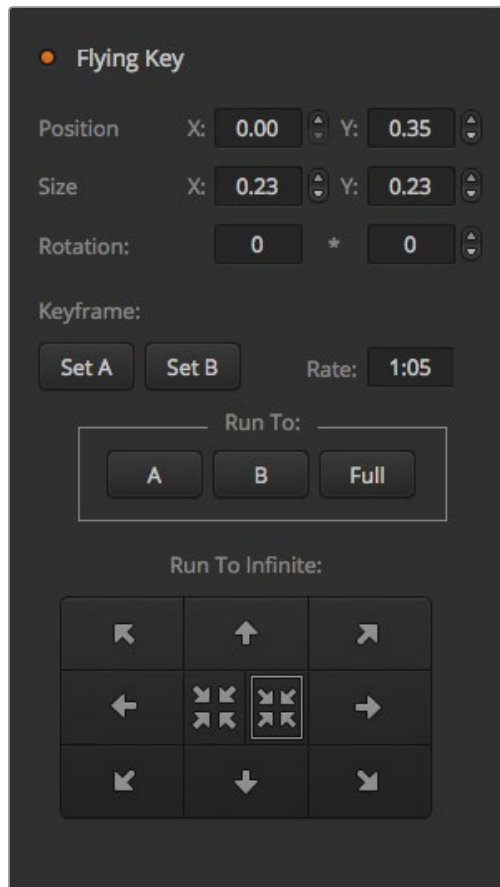 Flying Key
Position X: 0.00 Y: 0.35
Size X: 0.23 Y: 0.23
Rotation: 0 * 0
Keyframe:
Set A Set B Rate: 1:05
Run To:
A B Full
Run To Infinite: